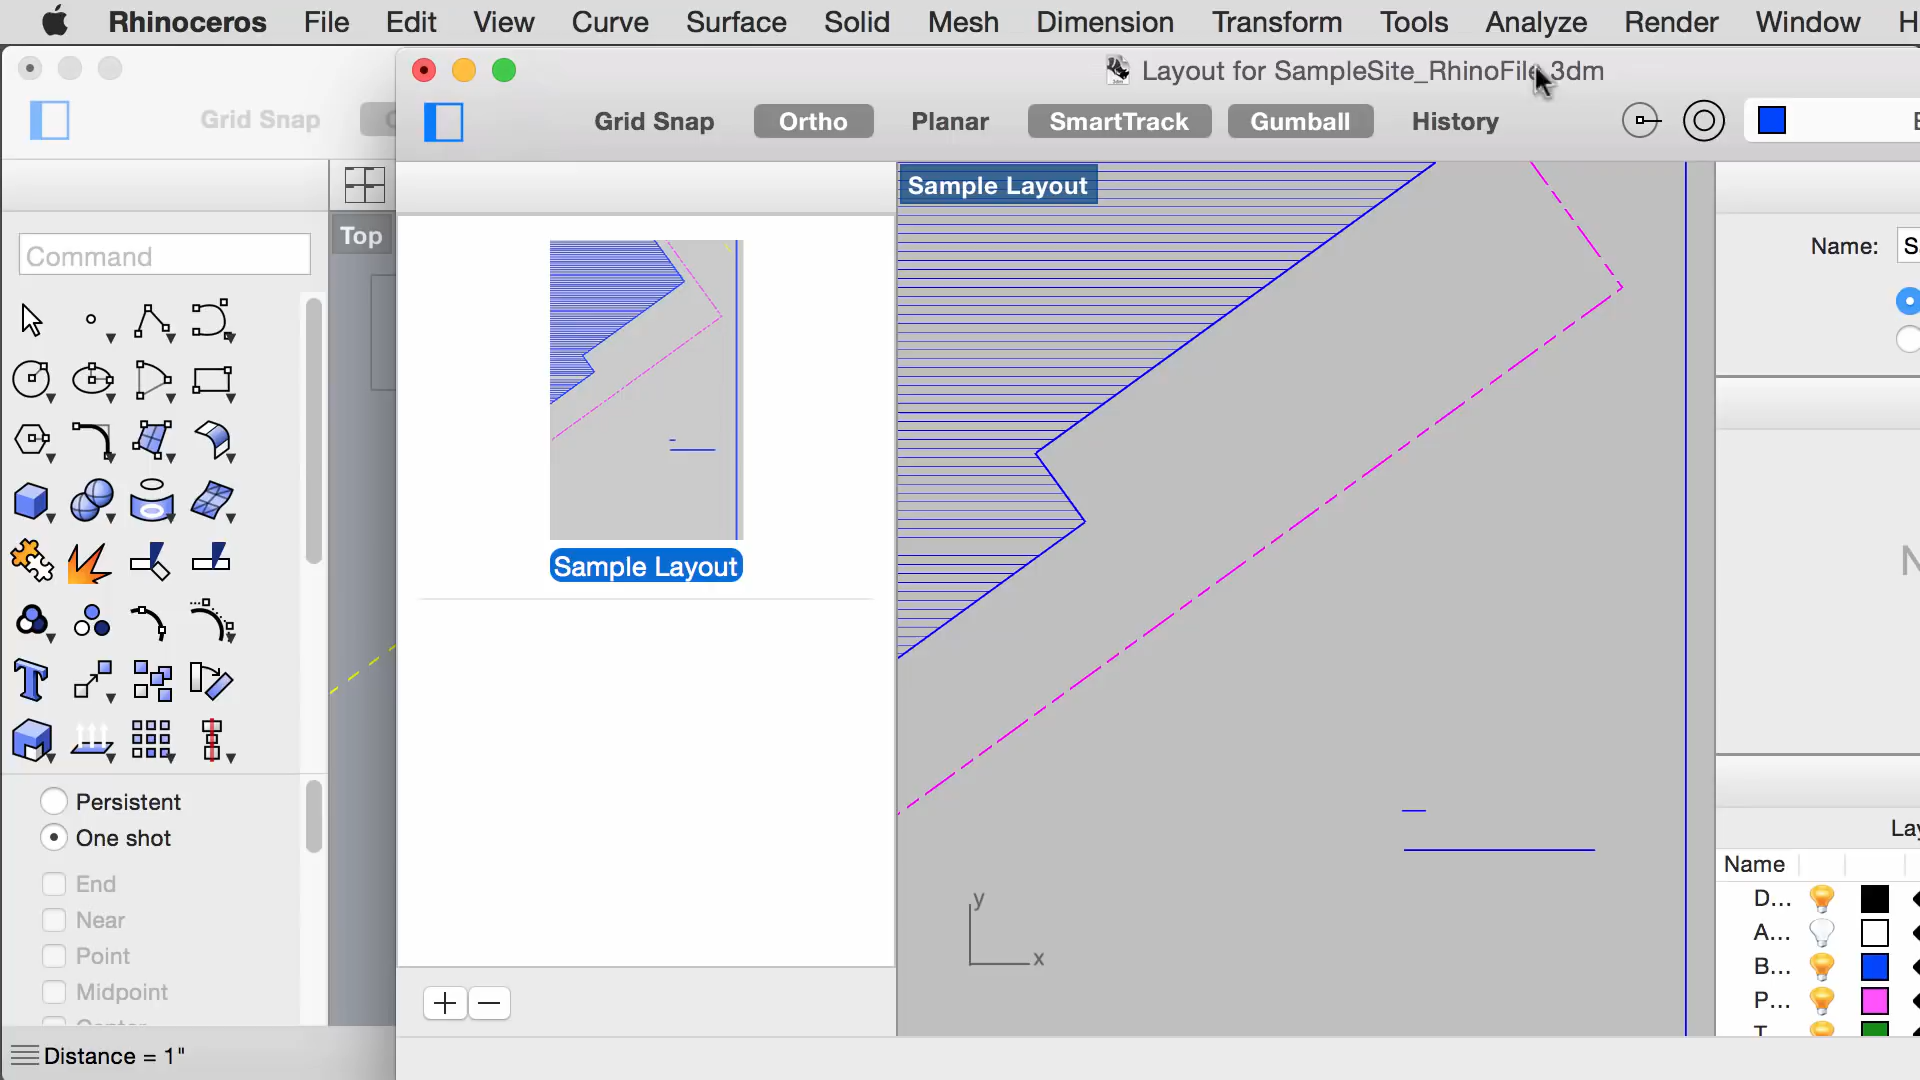 Rhinoceros File Edit View Curve Surface Solid Mesh Dimension Transform Tools Analyze Render Window H
Layout for SampleSite_RhinoFile.3dm
Grid Snap
Grid Snap Ortho Planar SmartTrack Gumball History
Top
Command
Sample Layout
Sample Layout
Name:
Persistent
One shot
End
Near
Point
Midpoint
Distance = 1"
y
x
Lay
Name
D...
A...
B...
P...